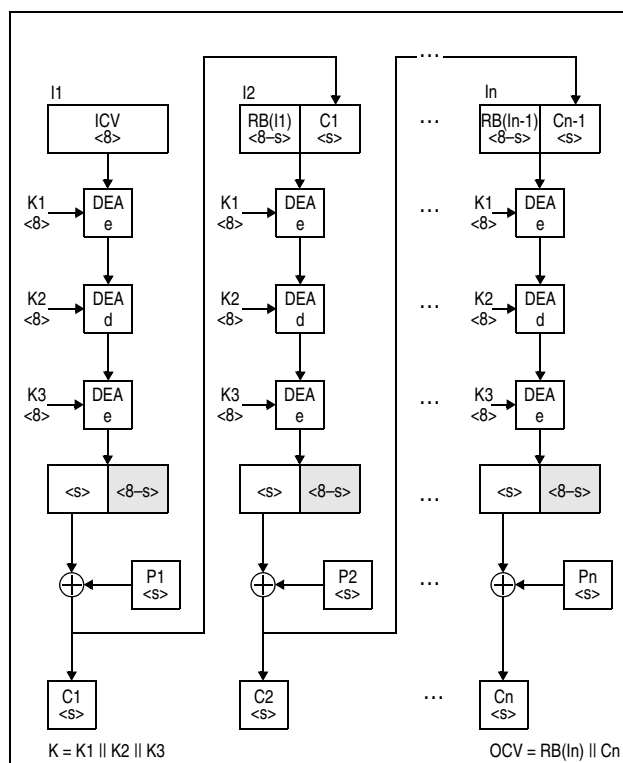 ...
I1 I2 In
ICV RB(I1) C1 RB(In-1) Cn-1
<8> <8–s> <s> ... <8–s> <s>
K1 DEA K1 DEA ... K1 DEA
<8> e <8> e <8> e
K2 DEA K2 DEA ... K2 DEA
<8> d <8> d <8> d
K3 DEA K3 DEA ... K3 DEA
<8> e <8> e <8> e
<s> <8–s> <s> <8–s> ... <s> <8–s>
P1 P2 ... Pn
<s> <s> <s>
C1 C2 ... Cn
<s> <s> <s>
K = K1 || K2 || K3 OCV = RB(In) || Cn